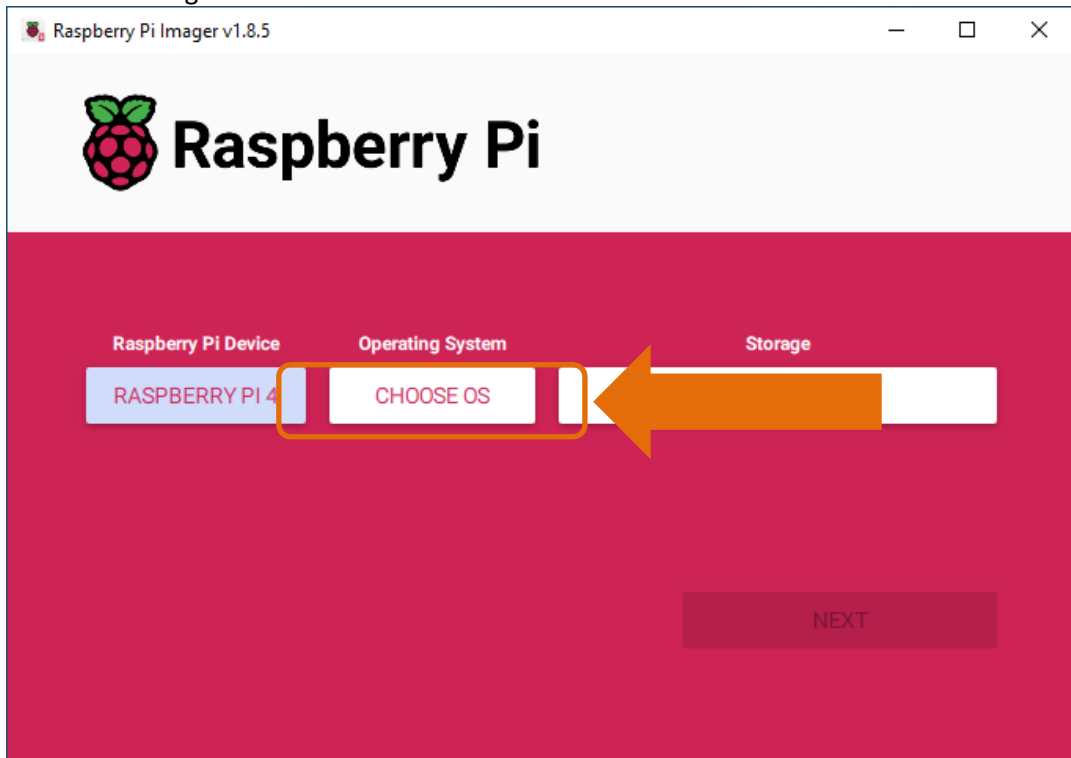 Raspberry Pi Imager v1.8.5
Raspberry Pi
Raspberry Pi Device Operating System Storage
RASPBERRY PI 4 CHOOSE OS
NEXT